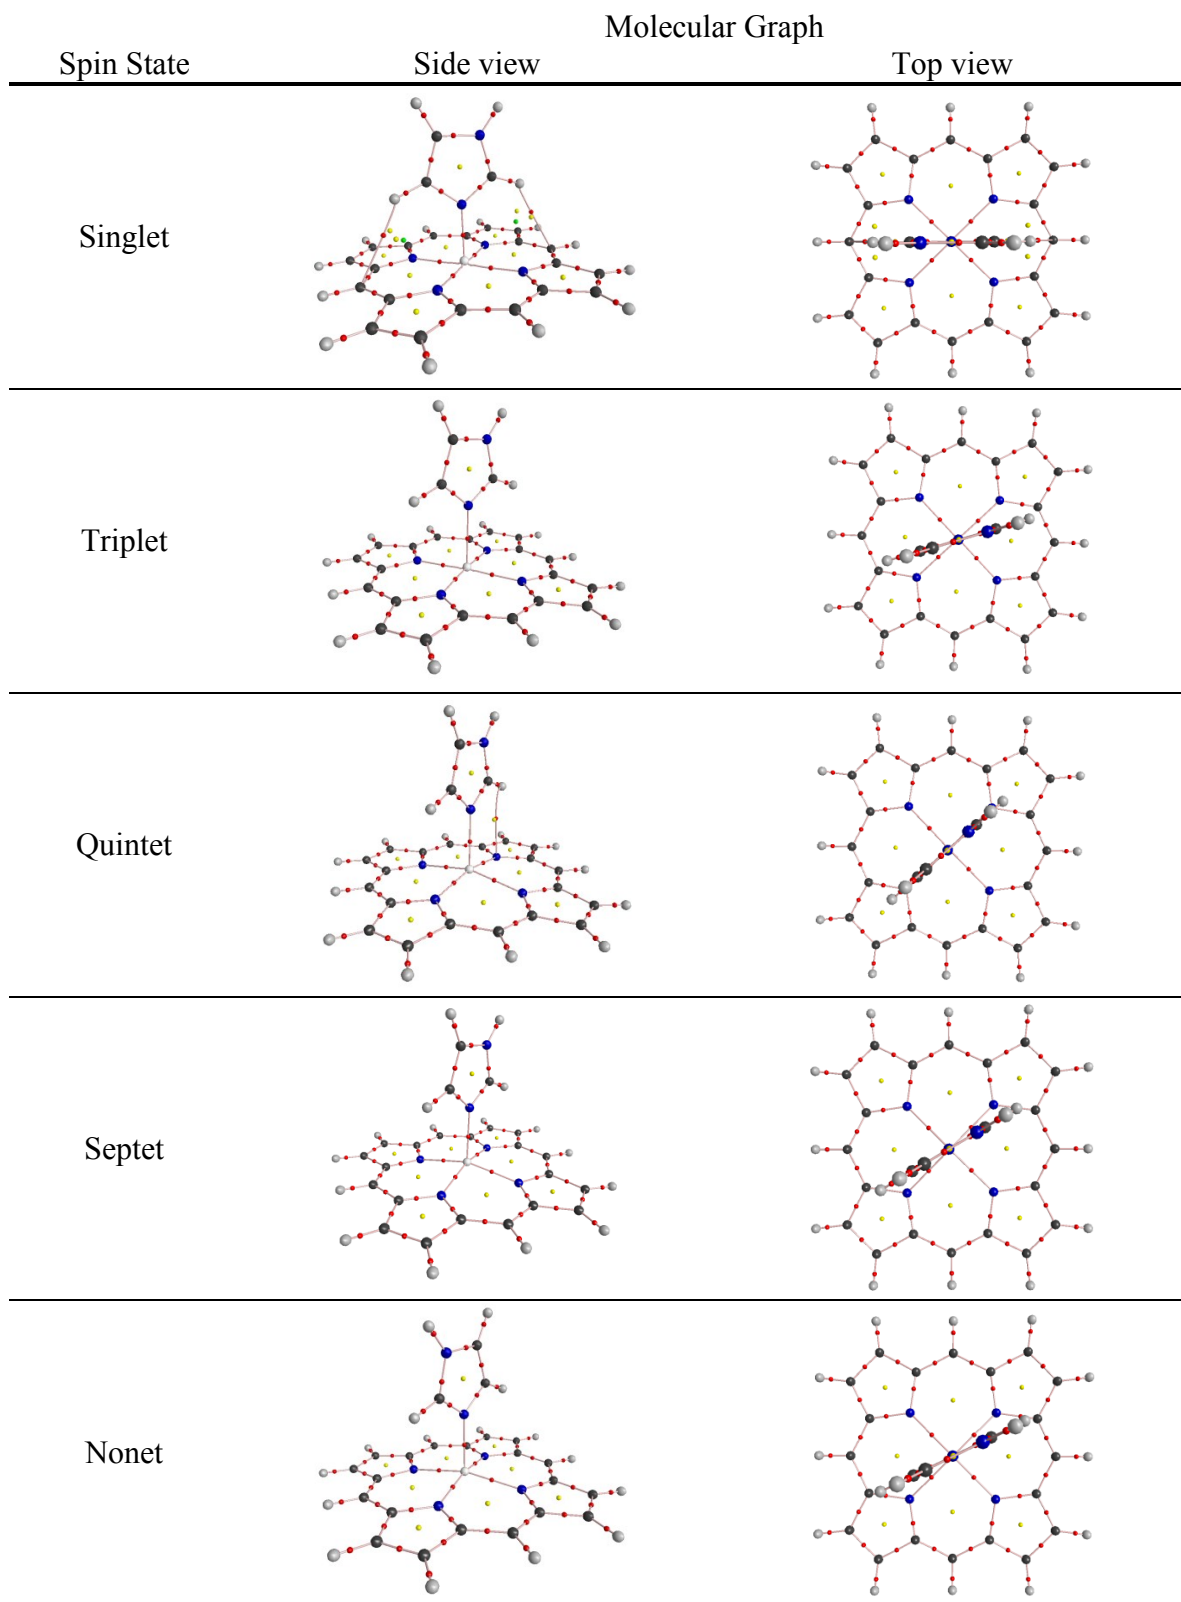 Molecular Graph
Spin State Side view Top view
Singlet
Triplet
Quintet
Septet
Nonet